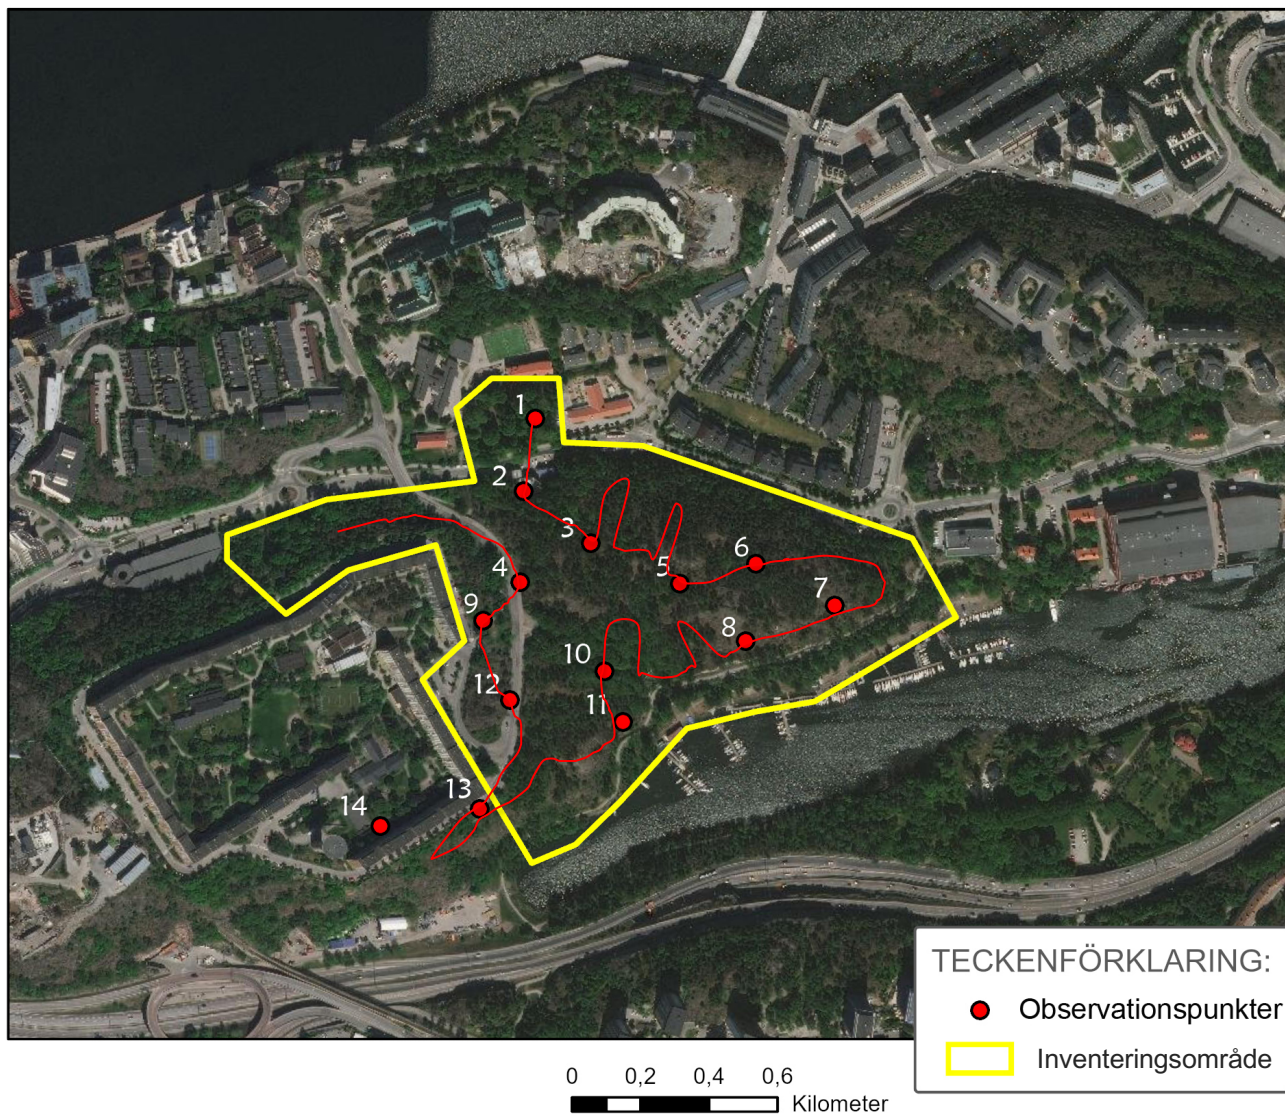 1
2
3
4
5
6
7
8
9
10
11
12
13
14
TECKENFÖRKLARING:
Observationspunkter
Inventeringsområde
0 0,2 0,4 0,6
Kilometer